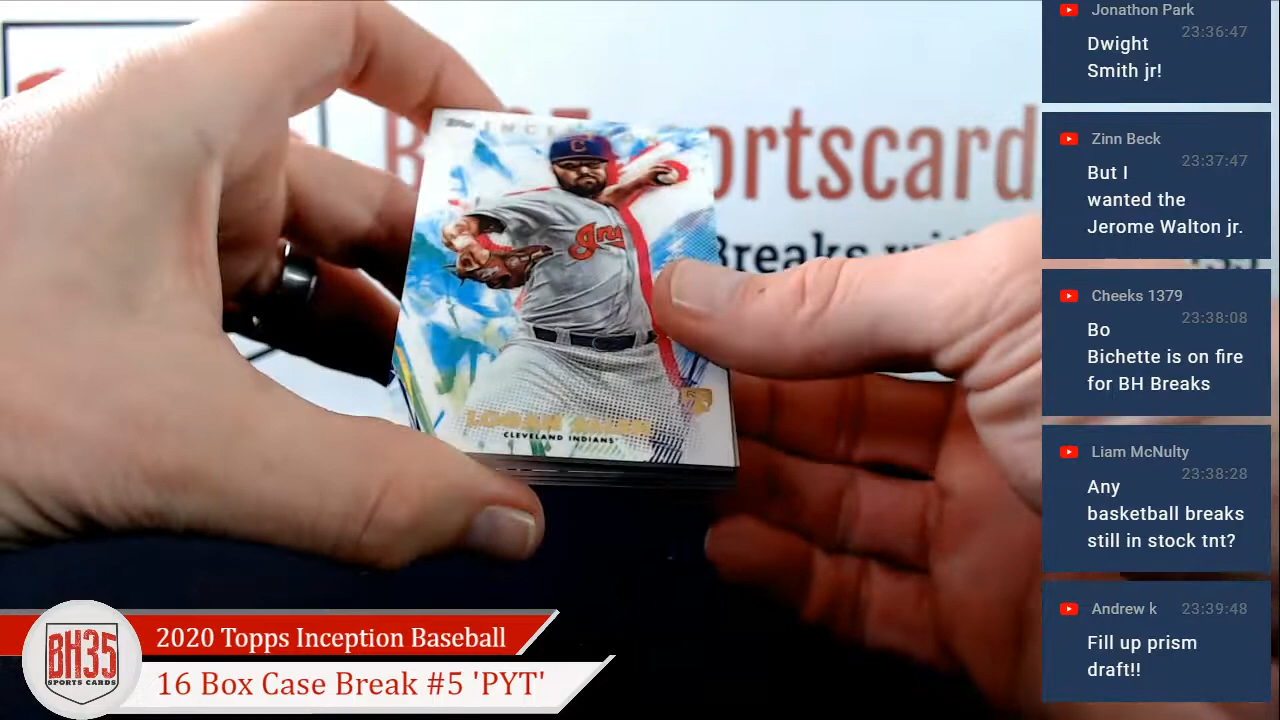 Jonathon Park
23:36:47
Dwight
Smith jr!
Zinn Beck
23:37:47
But I
wanted the
Jerome Walton jr.
Cheeks 1379
23:38:08
Bo
Bichette is on fire
for BH Breaks
Liam McNulty
23:38:28
Any
basketball breaks
still in stock tnt?
Andrew k
23:39:48
Fill up prism
draft!!
ortscard
Breaks
CLEVELAND INDIANS
BH35
SPORTS CARDS
2020 Topps Inception Baseball
16 Box Case Break #5 'PYT'